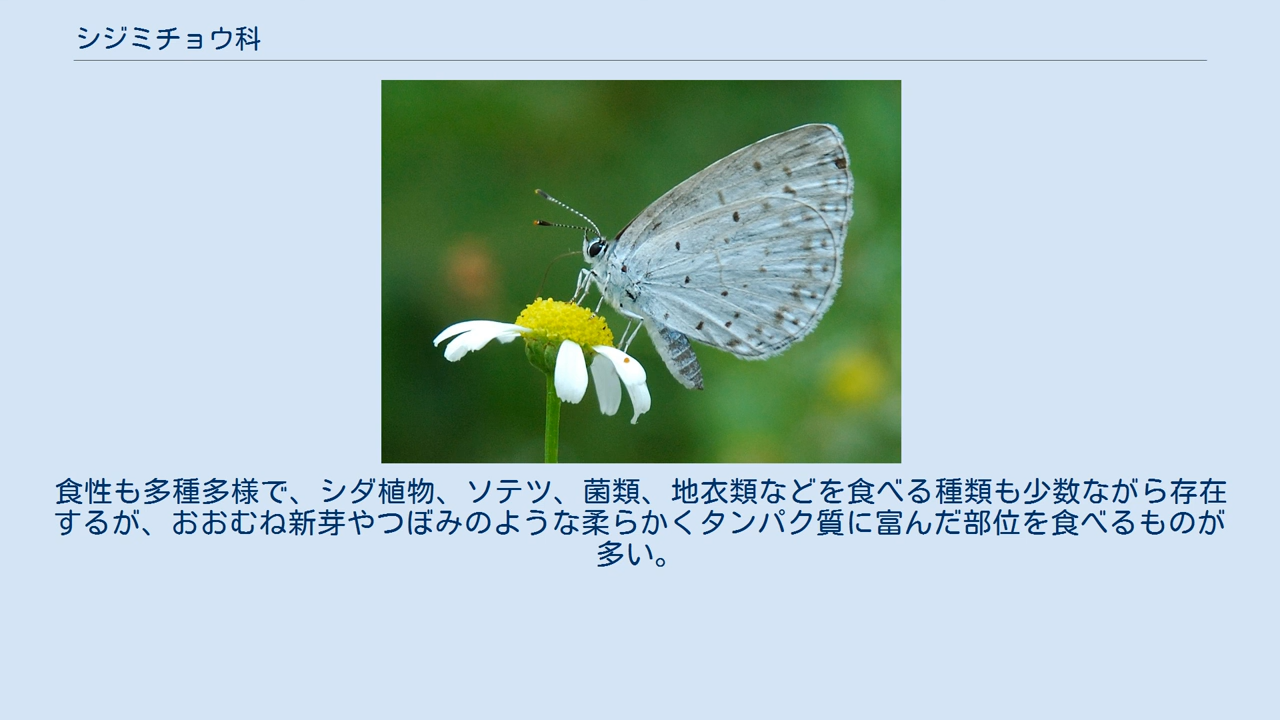 シジミチョウ科
食性も多種多様で、シダ植物、ソテツ、菌類、地衣類などを食べる種類も少数ながら存在
するが、おおむね新芽やつぼみのような柔らかくタンパク質に富んだ部位を食べるものが
多い。